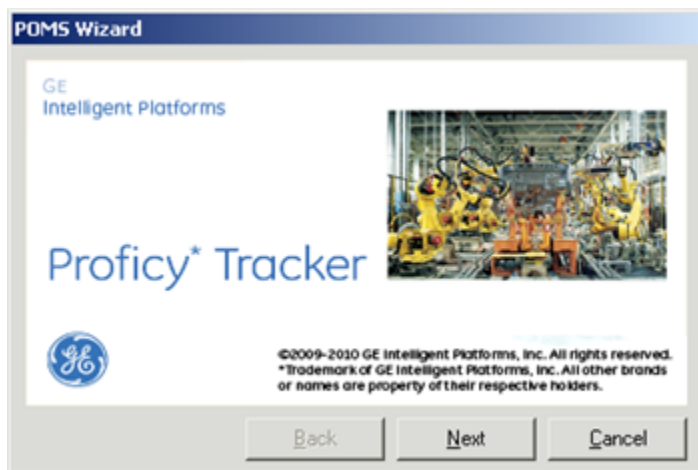 POMS Wizard
GE
Intelligent Platforms
Proficy* Tracker
©2009-2010 GE Intelligent Platforms, Inc. All rights reserved.
*Trademark of GE Intelligent Platforms, Inc. All other brands
or names are property of their respective holders.
Back Next Cancel